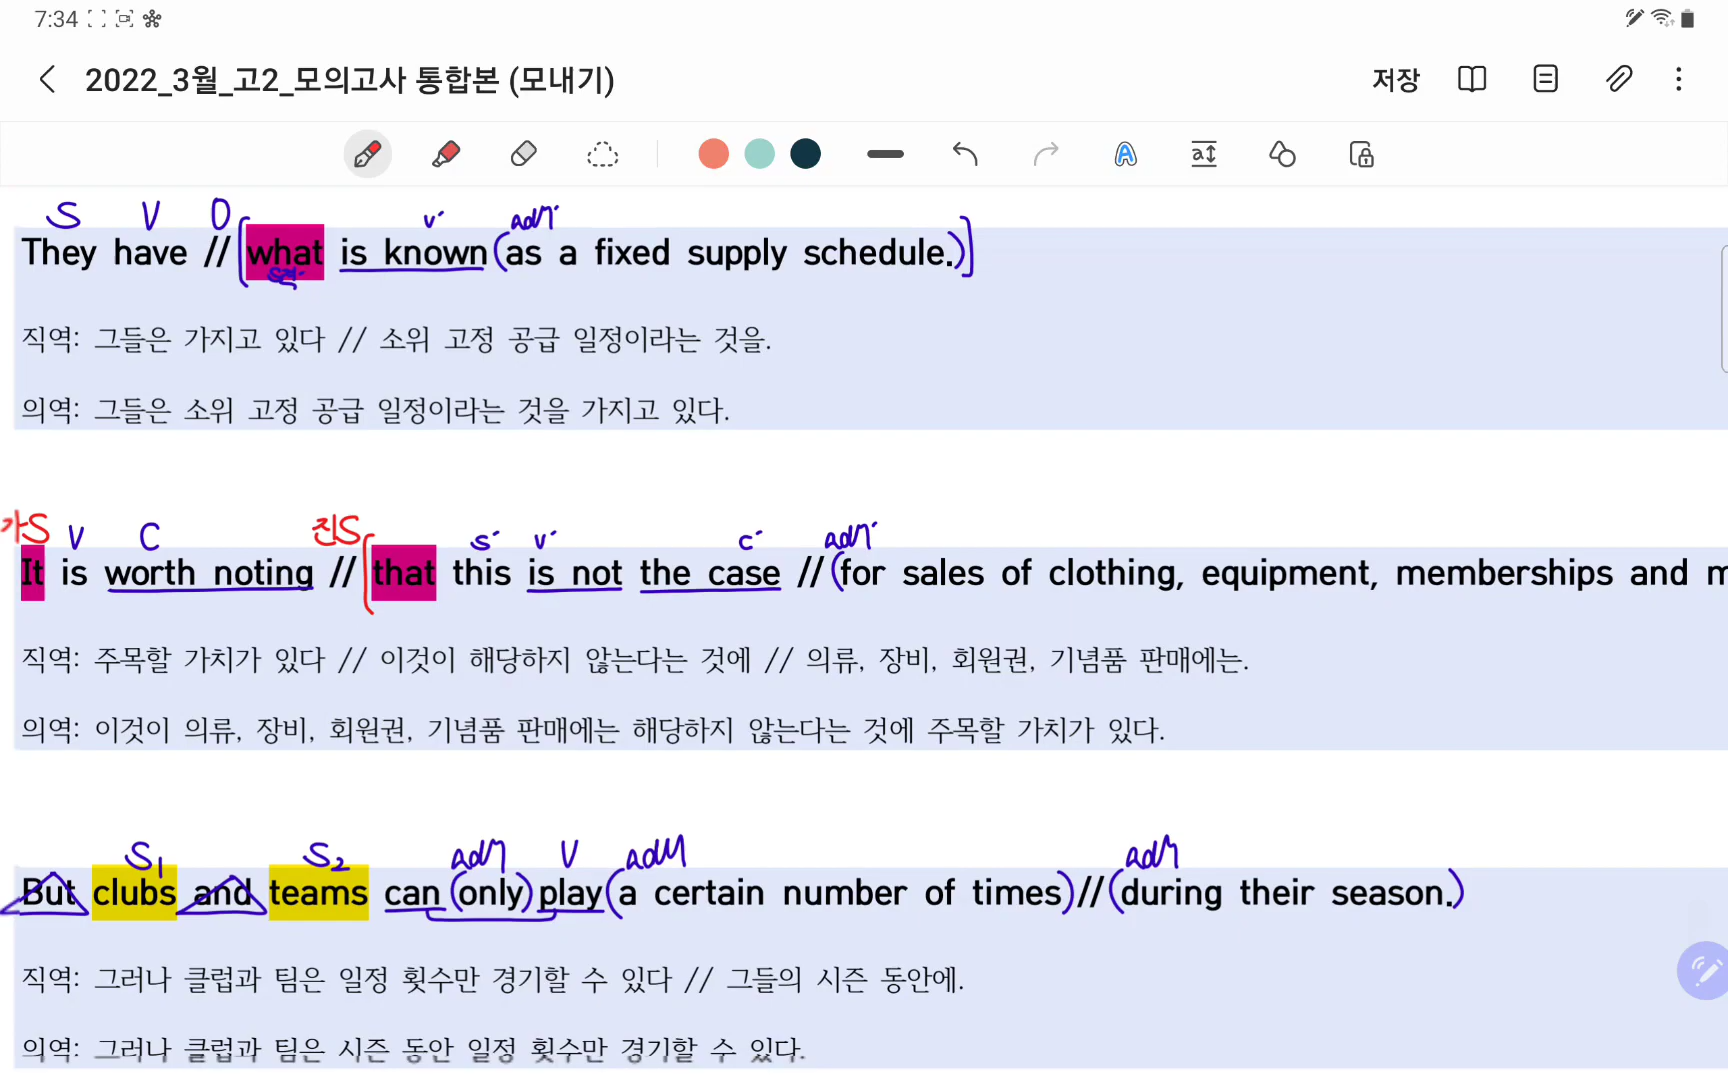 7:34
2022_3월_고2_모의고사 통합본 (모내기)
저장
S V O v' adM'
They have // [what is known (as a fixed supply schedule.)]
직역: 그들은 가지고 있다 // 소위 고정 공급 일정이라는 것을.
의역: 그들은 소위 고정 공급 일정이라는 것을 가지고 있다.
가S V C 진S s' v' c' adM'
It is worth noting // [that this is not the case // (for sales of clothing, equipment, memberships and m
직역: 주목할 가치가 있다 // 이것이 해당하지 않는다는 것에 // 의류, 장비, 회원권, 기념품 판매에는.
의역: 이것이 의류, 장비, 회원권, 기념품 판매에는 해당하지 않는다는 것에 주목할 가치가 있다.
S1 S2 adM V adM adM
But clubs and teams can (only) play (a certain number of times) // (during their season.)
직역: 그러나 클럽과 팀은 일정 횟수만 경기할 수 있다 // 그들의 시즌 동안에.
의역: 그러나 클럽과 팀은 시즌 동안 일정 횟수만 경기할 수 있다.